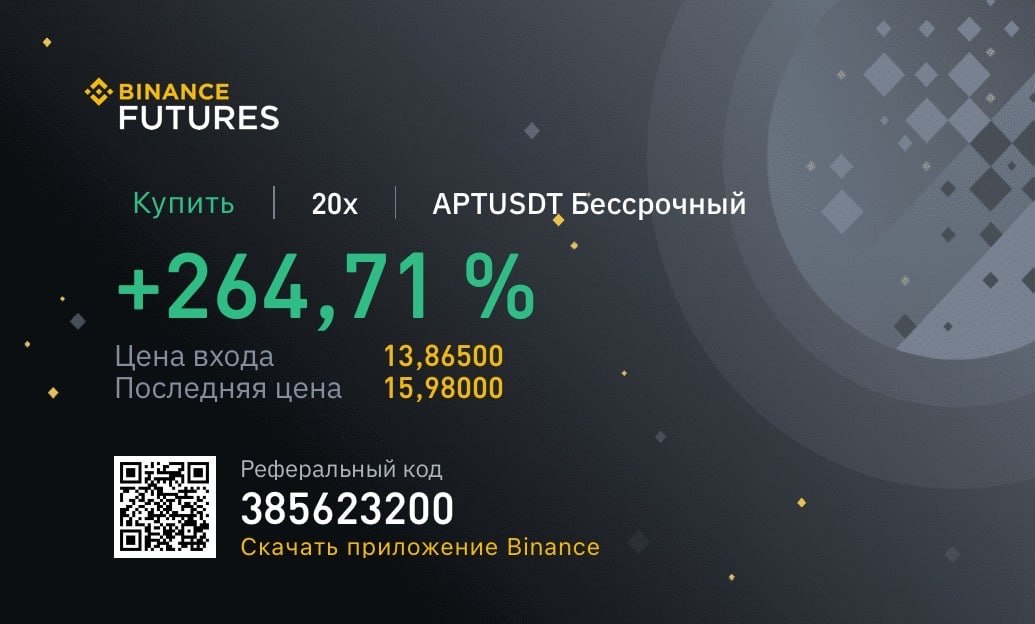 BINANCE
FUTURES
Купить | 20x | APTUSDT Бессрочный
+264,71 %
Цена входа 13,86500
Последняя цена 15,98000
Реферальный код
385623200
Скачать приложение Binance